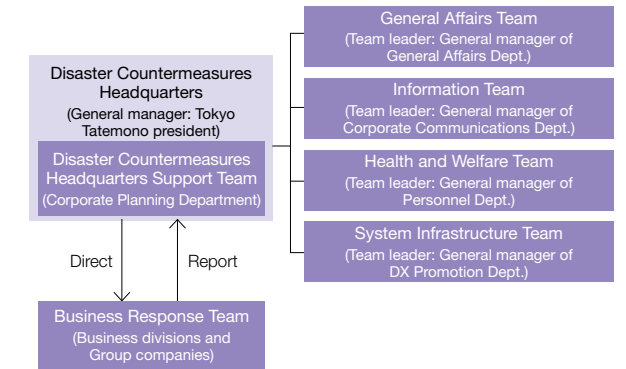 Disaster Countermeasures
Headquarters
(General manager: Tokyo
Tatemono president)
Disaster Countermeasures
Headquarters Support Team
(Corporate Planning Department)
Direct
Report
Business Response Team
(Business divisions and
Group companies)
General Affairs Team
(Team leader: General manager of
General Affairs Dept.)
Information Team
(Team leader: General manager of
Corporate Communications Dept.)
Health and Welfare Team
(Team leader: General manager of
Personnel Dept.)
System Infrastructure Team
(Team leader: General manager of
DX Promotion Dept.)